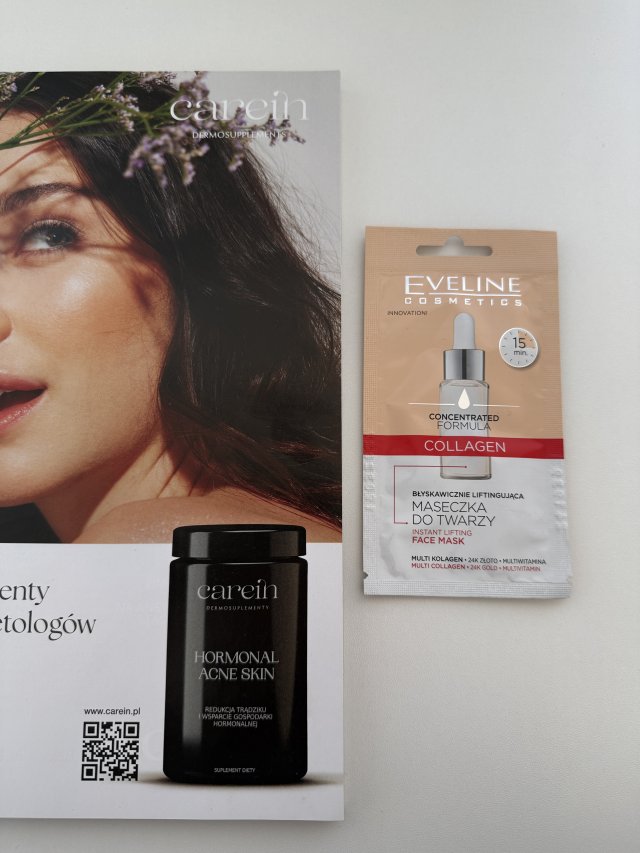 carein
DERMOSUPPLEMENTS
enty
etologów
www.carein.pl
carein
DERMOSUPLEMENTY
HORMONAL
ACNE SKIN
REDUKCJA TRĄDZIKU
I WSPARCIE GOSPODARKI
HORMONALNEJ
SUPLEMENT DIETY
EVELINE
COSMETICS
INNOVATION!
15
min.
CONCENTRATED
FORMULA
COLLAGEN
BŁYSKAWICZNIE LIFTINGUJĄCA
MASECZKA
DO TWARZY
INSTANT LIFTING
FACE MASK
MULTI KOLAGEN • 24K ZŁOTO • MULTIWITAMINA
MULTI COLLAGEN • 24K GOLD • MULTIVITAMIN